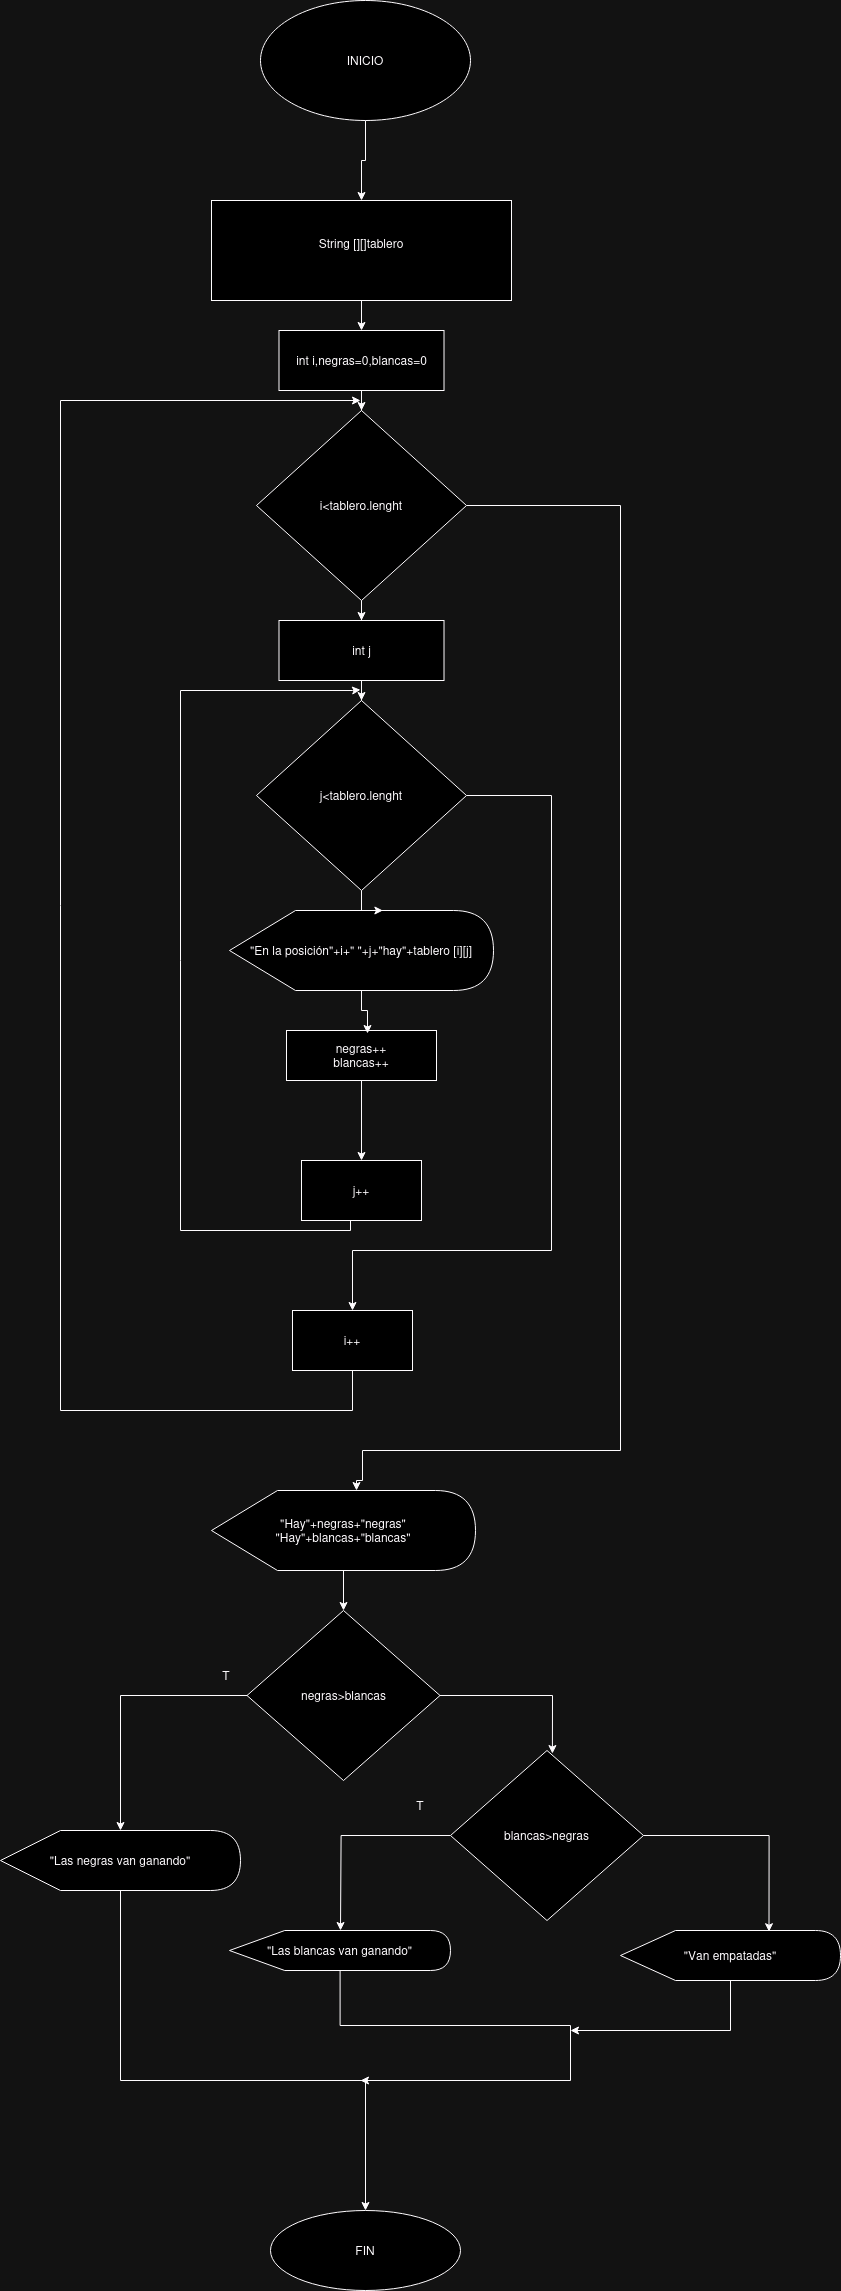 INICIO
String [][]tablero
int i,negras=0,blancas=0
i<tablero.lenght
int j
j<tablero.lenght
"En la posición"+i+" "+j+"hay"+tablero [i][j]
negras++
blancas++
j++
i++
"Hay"+negras+"negras"
"Hay"+blancas+"blancas"
T
negras>blancas
T
blancas>negras
"Las negras van ganando"
"Las blancas van ganando"
"Van empatadas"
FIN